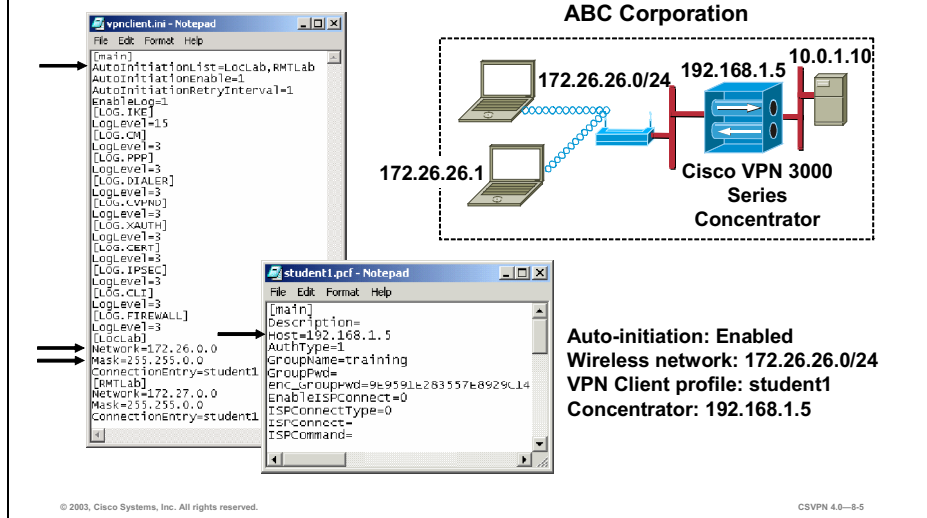 ABC Corporation
vpnclient.ini - Notepad
File Edit Format Help
[main]
AutoInitiationList=LocLab,RMTLab
AutoInitiationEnable=1
AutoInitiationRetryInterval=1
EnableLog=1
[LOG.IKE]
LogLevel=15
[LOG.CM]
LogLevel=3
[LOG.PPP]
LogLevel=3
[LOG.DIALER]
LogLevel=3
[LOG.CVPND]
LogLevel=3
[LOG.XAUTH]
LogLevel=3
[LOG.CERT]
LogLevel=3
[LOG.IPSEC]
LogLevel=3
[LOG.CLI]
LogLevel=3
[LOG.FIREWALL]
LogLevel=3
[LocLab]
Network=172.26.0.0
Mask=255.255.0.0
ConnectionEntry=student1
[RMTLab]
Network=172.27.0.0
Mask=255.255.0.0
ConnectionEntry=student1
172.26.26.0/24
192.168.1.5
10.0.1.10
172.26.26.1
Cisco VPN 3000
Series
Concentrator
student1.pcf - Notepad
File Edit Format Help
[main]
Description=
Host=192.168.1.5
AuthType=1
GroupName=training
GroupPwd=
enc_GroupPwd=9E9591E283557E8929C14
EnableISPConnect=0
ISPConnectType=0
ISPConnect=
ISPCommand=
Auto-initiation: Enabled
Wireless network: 172.26.26.0/24
VPN Client profile: student1
Concentrator: 192.168.1.5
© 2003, Cisco Systems, Inc. All rights reserved.
CSVPN 4.0—8-5